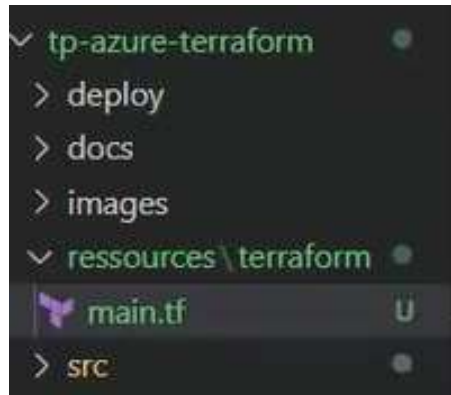 tp-azure-terraform
deploy
docs
images
ressources\terraform
main.tf U
src